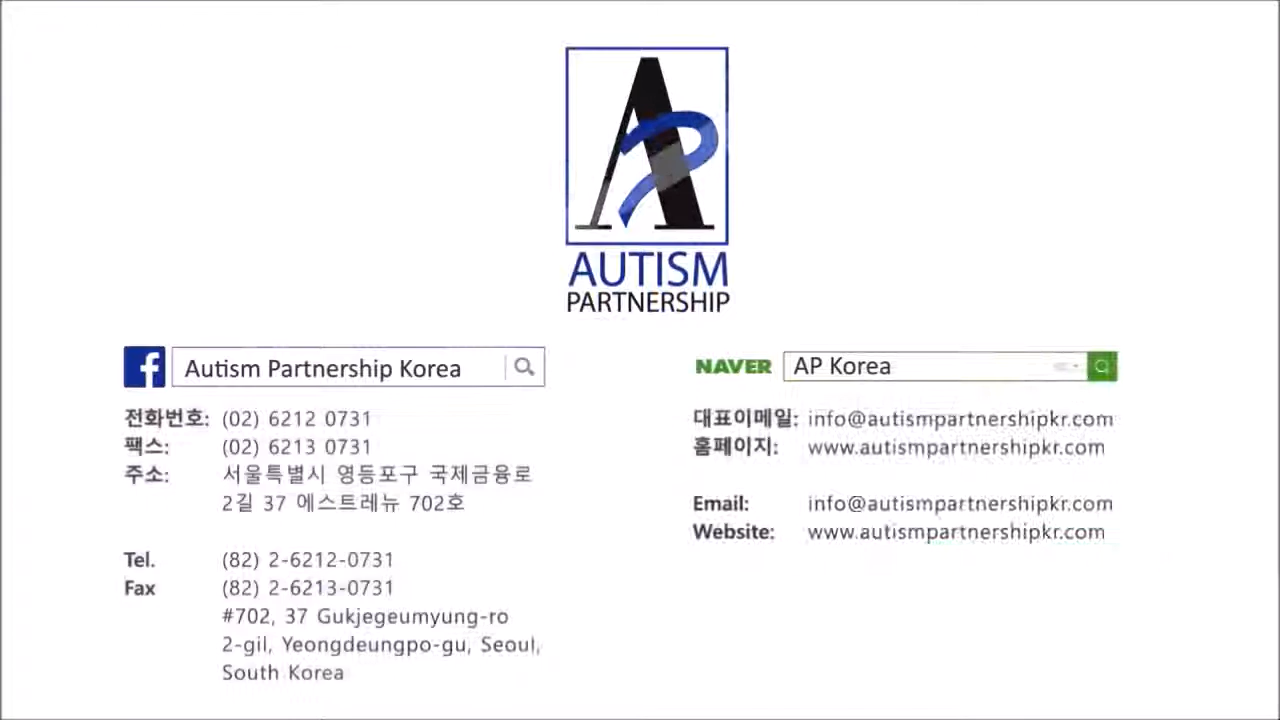 AP
AUTISM
PARTNERSHIP
f Autism Partnership Korea
전화번호: (02) 6212 0731
팩스: (02) 6213 0731
주소: 서울특별시 영등포구 국제금융로
2길 37 에스트레뉴 702호
Tel. (82) 2-6212-0731
Fax (82) 2-6213-0731
#702, 37 Gukjegeumyung-ro
2-gil, Yeongdeungpo-gu, Seoul,
South Korea
NAVER AP Korea
대표이메일: info@autismpartnershipkr.com
홈페이지: www.autismpartnershipkr.com
Email: info@autismpartnershipkr.com
Website: www.autismpartnershipkr.com